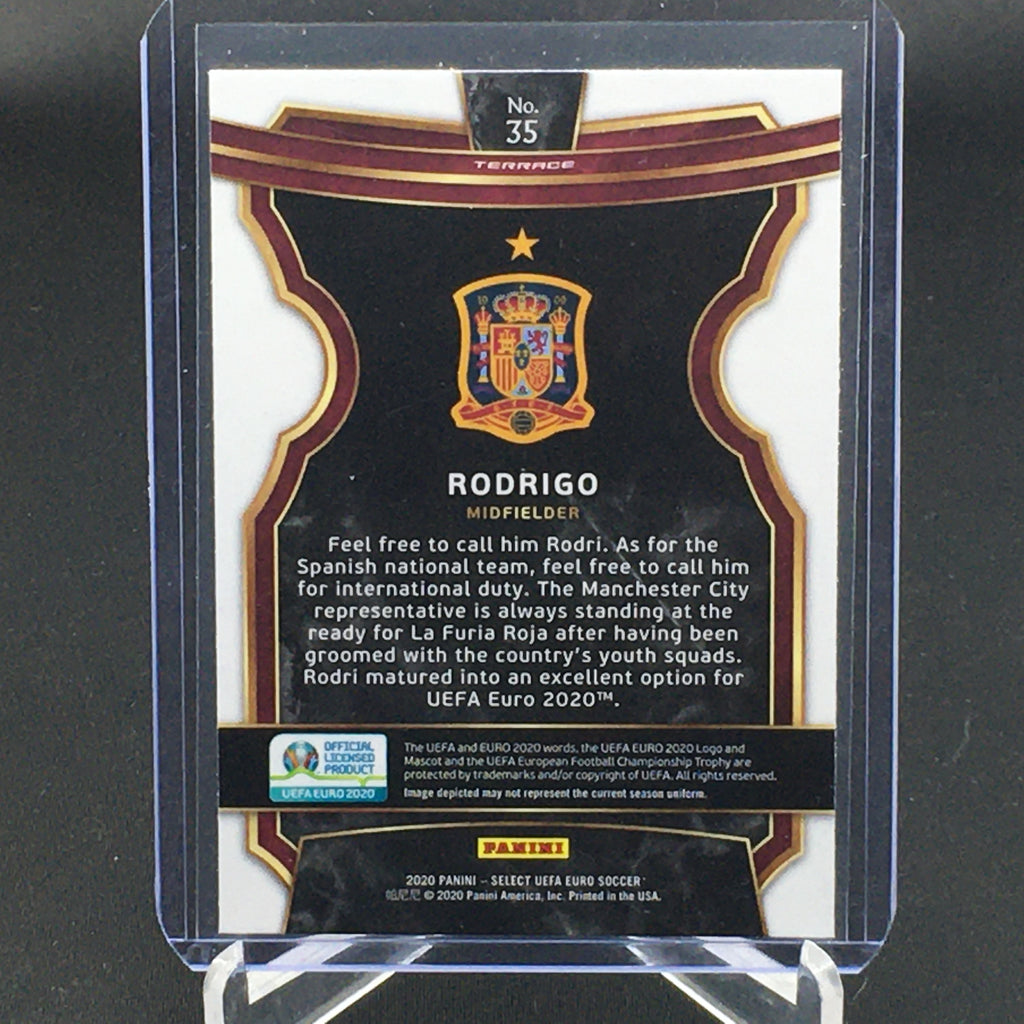 No.
35
TERRACE
RODRIGO
MIDFIELDER
Feel free to call him Rodri. As for the
Spanish national team, feel free to call him
for international duty. The Manchester City
representative is always standing at the
ready for La Furia Roja after having been
groomed with the country's youth squads.
Rodri matured into an excellent option for
UEFA Euro 2020™.
OFFICIAL
LICENSED
PRODUCT
UEFA EURO 2020
The UEFA and EURO 2020 words, the UEFA EURO 2020 Logo and
Mascot and the UEFA European Football Championship Trophy are
protected by trademarks and/or copyright of UEFA. All rights reserved.
Image depicted may not represent the current season uniform.
PANINI
2020 PANINI – SELECT UEFA EURO SOCCER
帕尼尼 © 2020 Panini America, Inc. Printed in the USA.